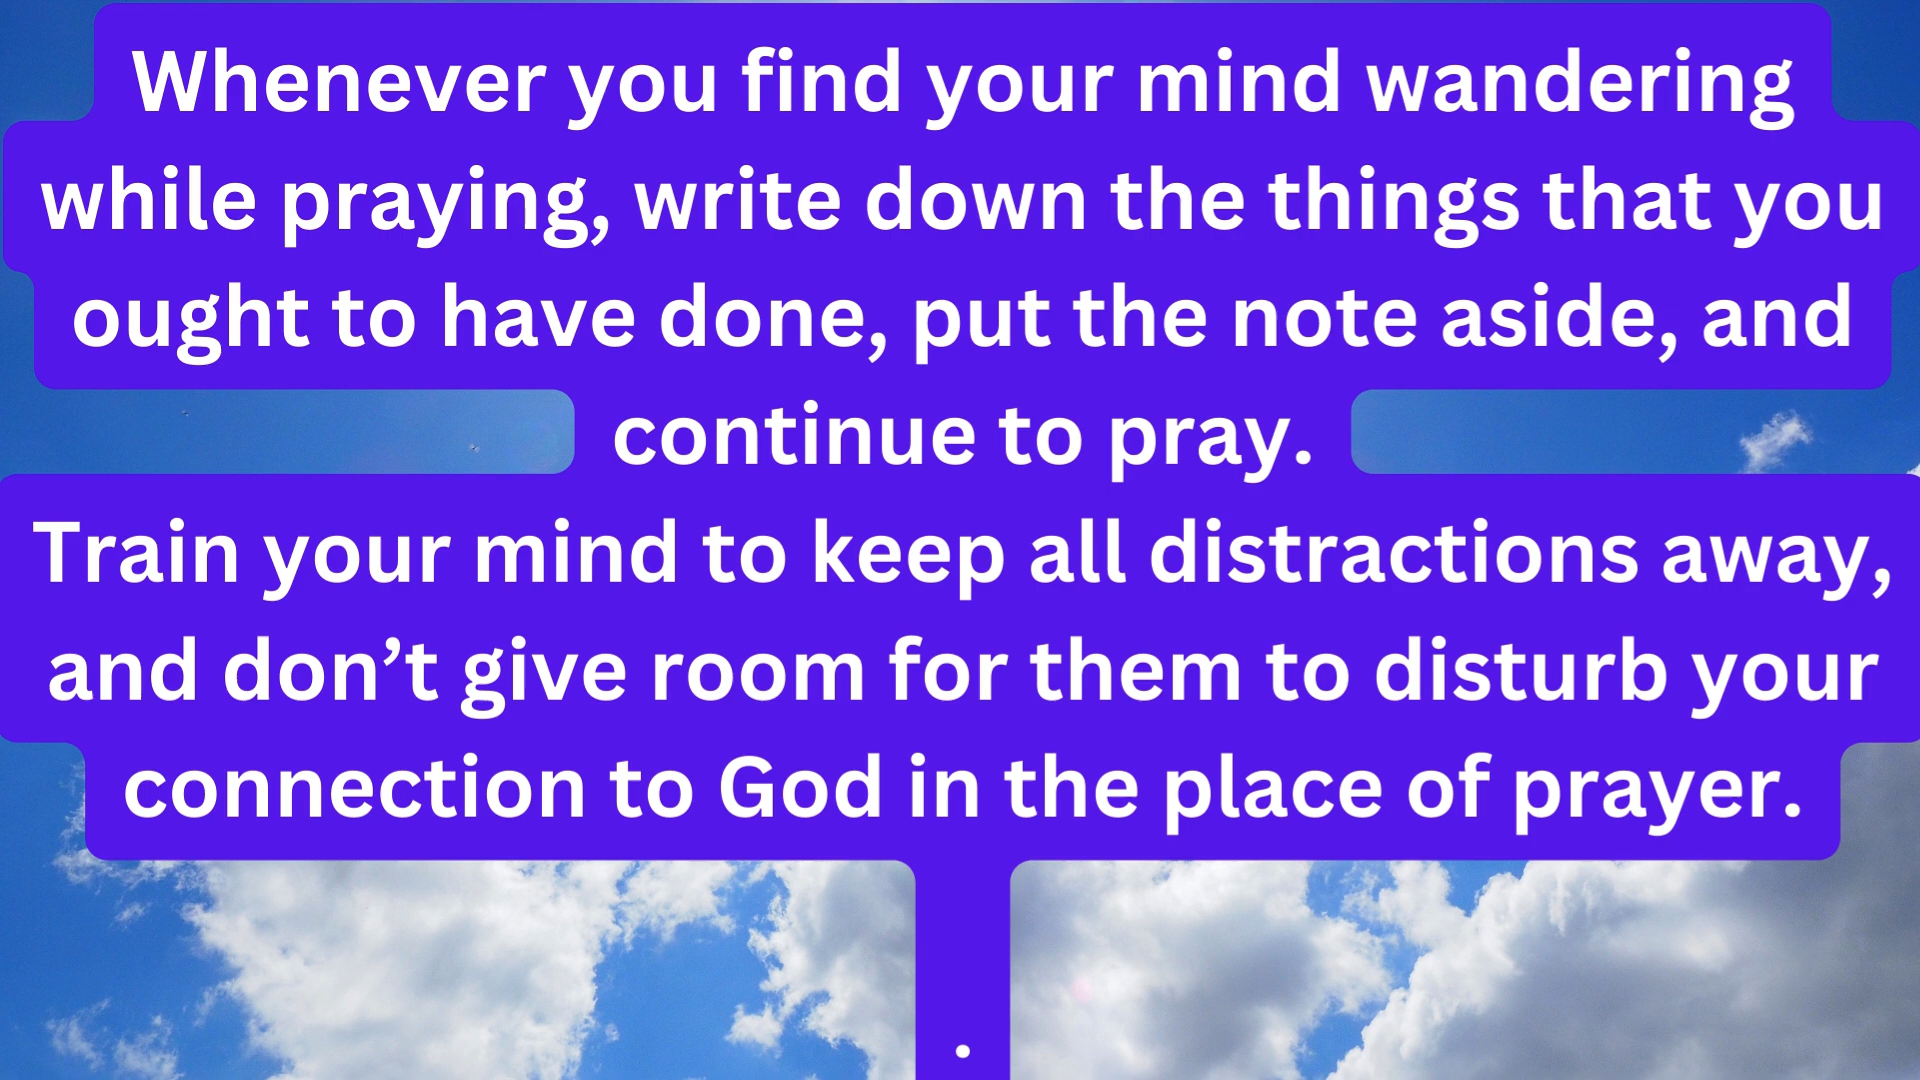 Whenever you find your mind wandering
while praying, write down the things that you
ought to have done, put the note aside, and
continue to pray.
Train your mind to keep all distractions away,
and don’t give room for them to disturb your
connection to God in the place of prayer.
.